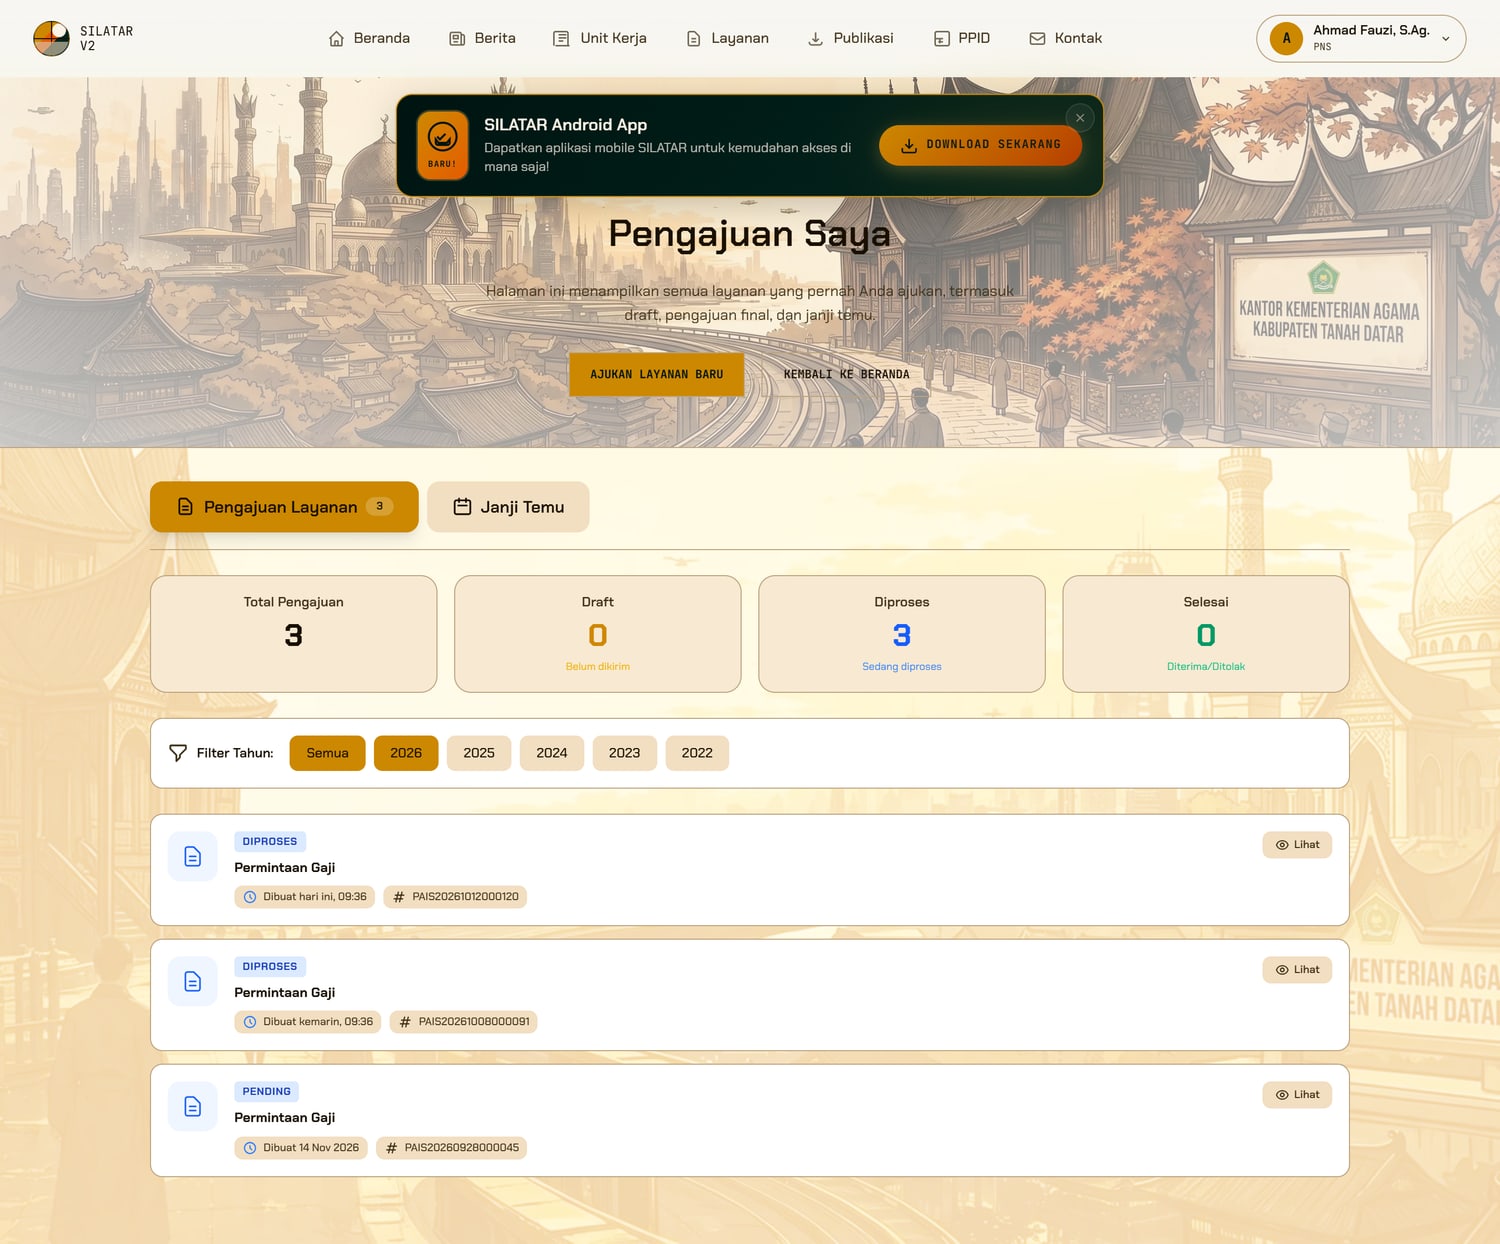 SILATAR
V2
Beranda
Berita
Unit Kerja
Layanan
Publikasi
PPID
Kontak
A
Ahmad Fauzi, S.Ag.
PNS
BARU!
SILATAR Android App
Dapatkan aplikasi mobile SILATAR untuk kemudahan akses di
mana saja!
DOWNLOAD SEKARANG
Pengajuan Saya
Halaman ini menampilkan semua layanan yang pernah Anda ajukan, termasuk
draft, pengajuan final, dan janji temu.
AJUKAN LAYANAN BARU
KEMBALI KE BERANDA
KANTOR KEMENTERIAN AGAMA
KABUPATEN TANAH DATAR
Pengajuan Layanan 3
Janji Temu
Total Pengajuan
3
Draft
0
Belum dikirim
Diproses
3
Sedang diproses
Selesai
0
Diterima/Ditolak
Filter Tahun:
Semua
2026
2025
2024
2023
2022
DIPROSES
Permintaan Gaji
Dibuat hari ini, 09:36
# PAIS20261012000120
Lihat
DIPROSES
Permintaan Gaji
Dibuat kemarin, 09:36
# PAIS20261008000091
Lihat
PENDING
Permintaan Gaji
Dibuat 14 Nov 2026
# PAIS20260928000045
Lihat
MENTERIAN AGA
EN TANAH DATA